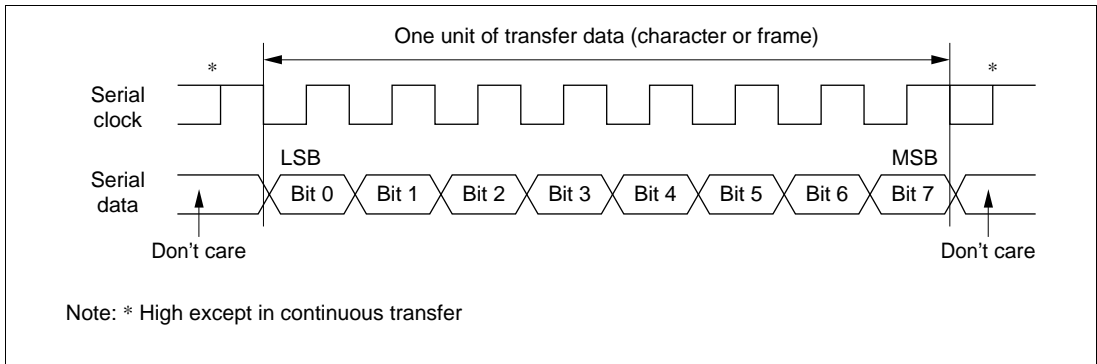 One unit of transfer data (character or frame)
* *
Serial
clock
LSB MSB
Serial
data
Bit 0 Bit 1 Bit 2 Bit 3 Bit 4 Bit 5 Bit 6 Bit 7
Don’t care Don’t care
Note: * High except in continuous transfer